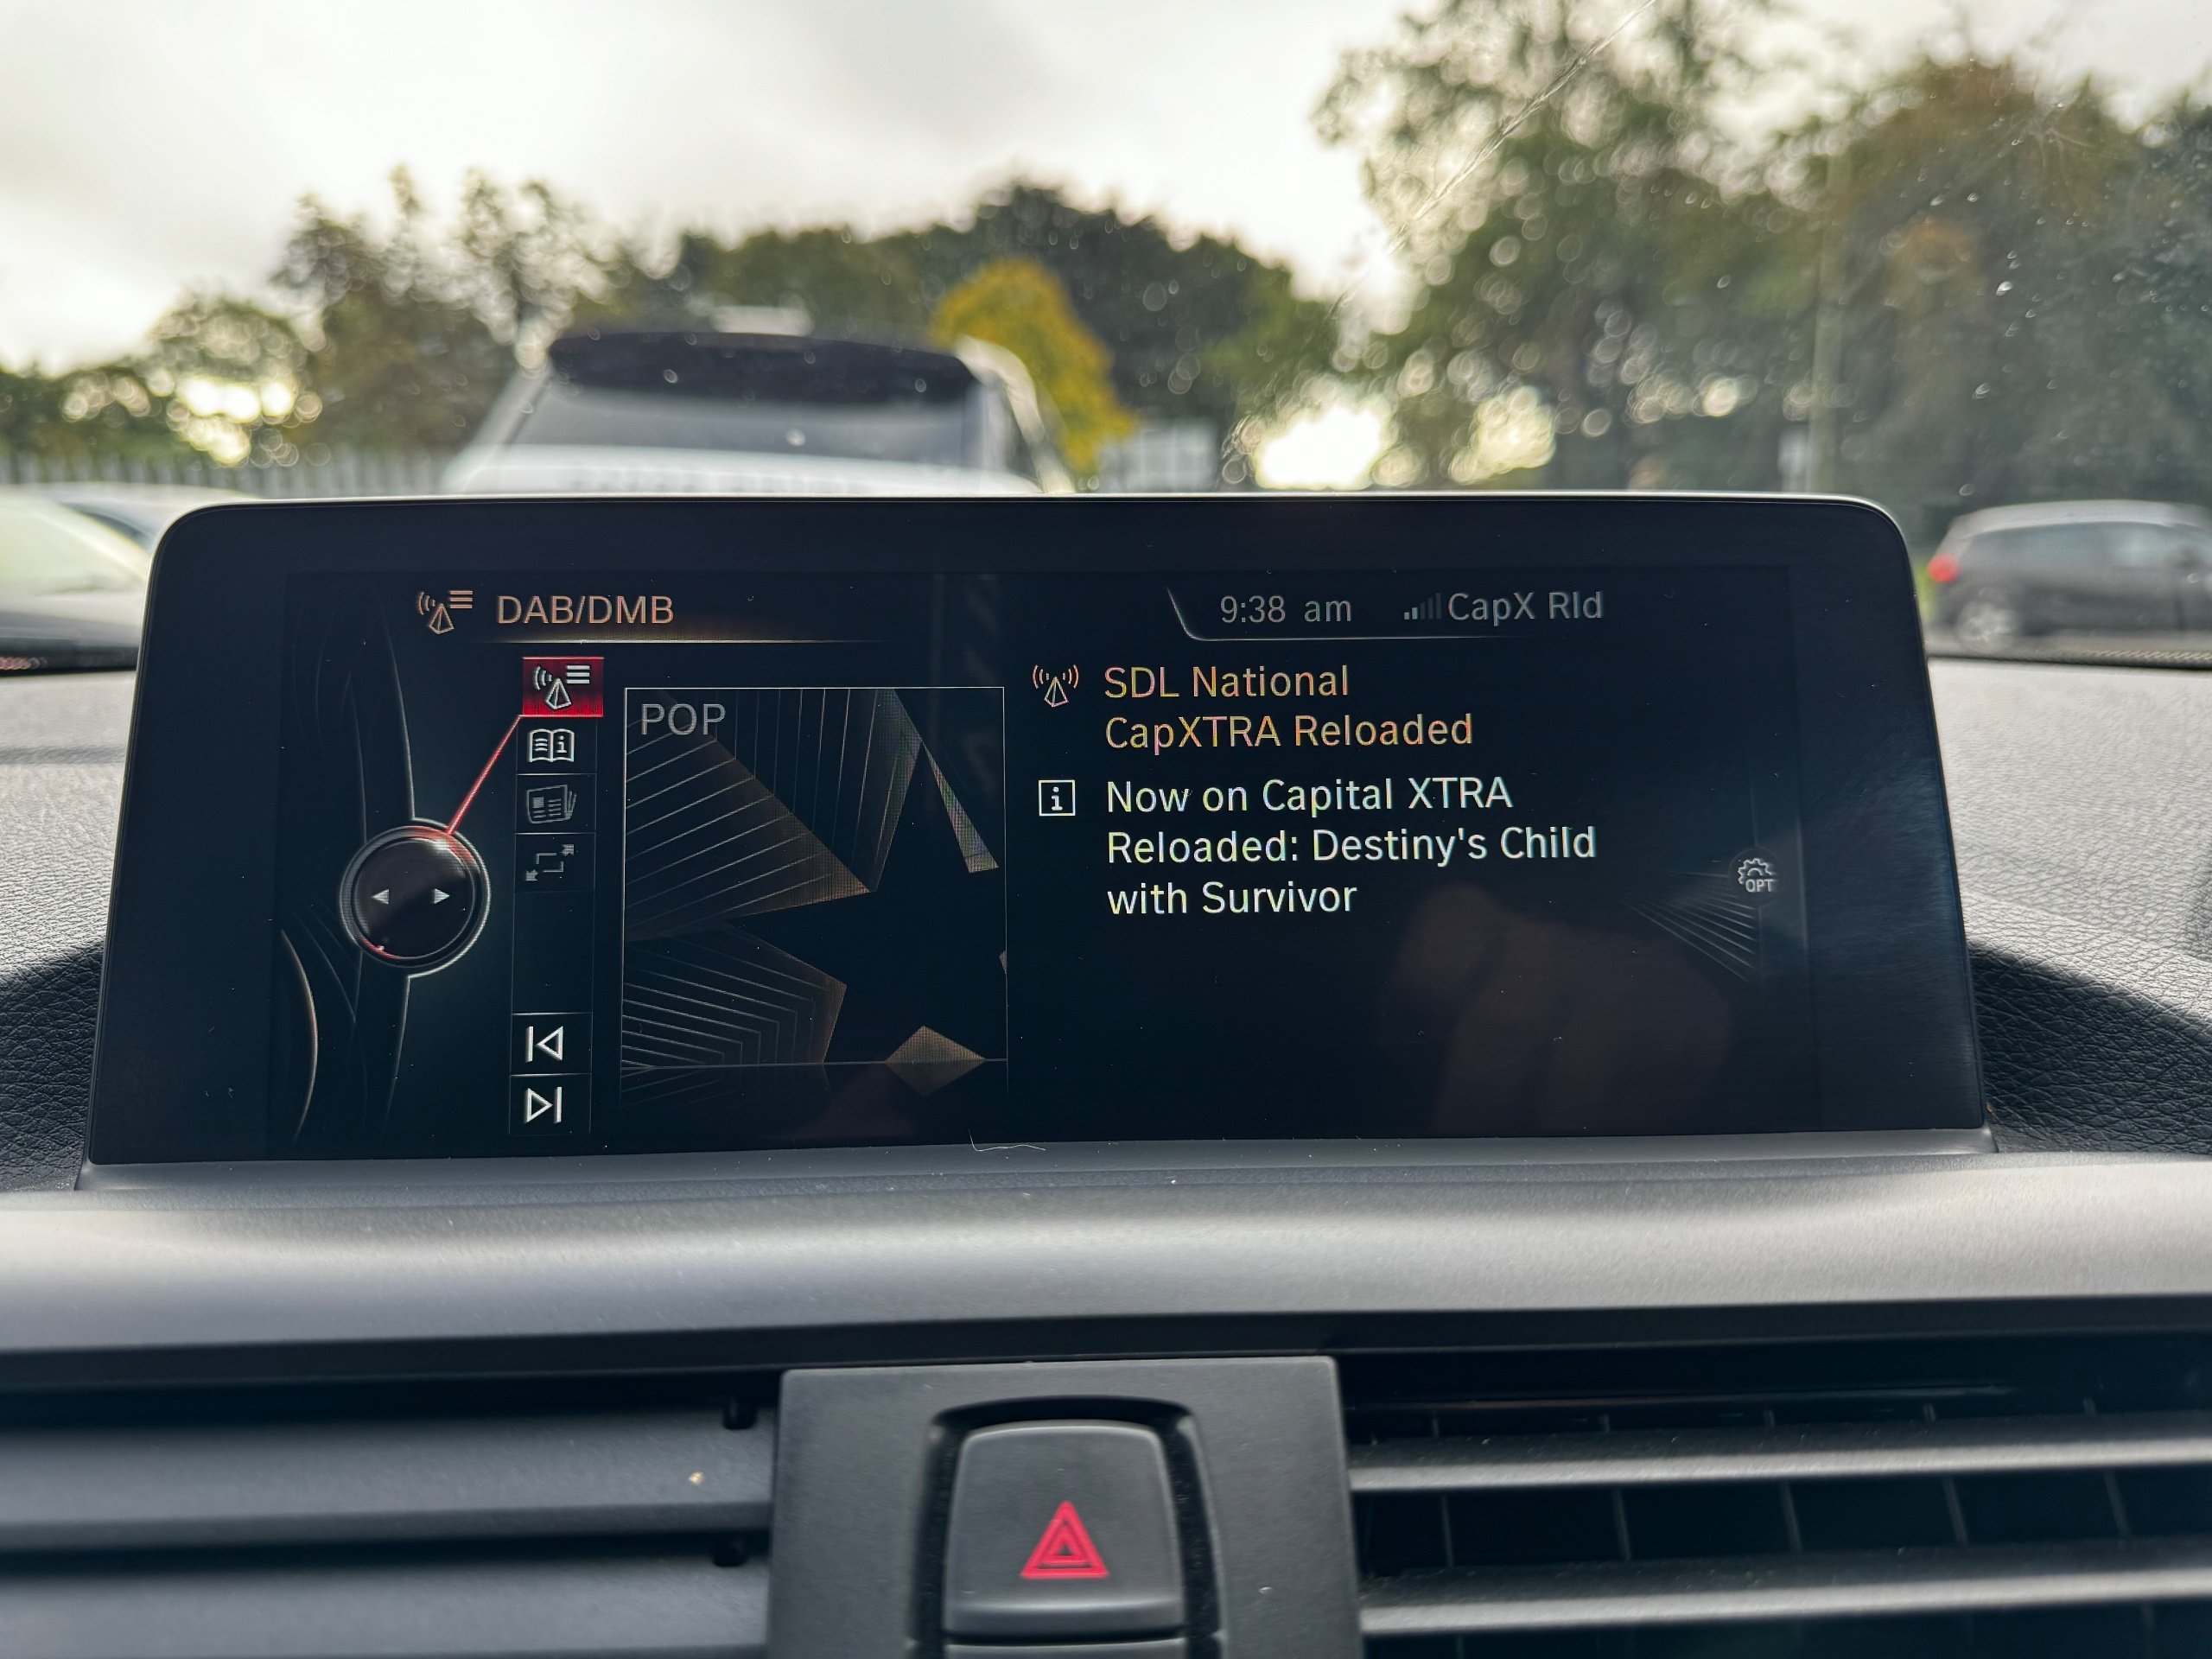 DAB/DMB
9:38 am CapX Rld
POP
SDL National
CapXTRA Reloaded
Now on Capital XTRA
Reloaded: Destiny's Child
with Survivor
OPT